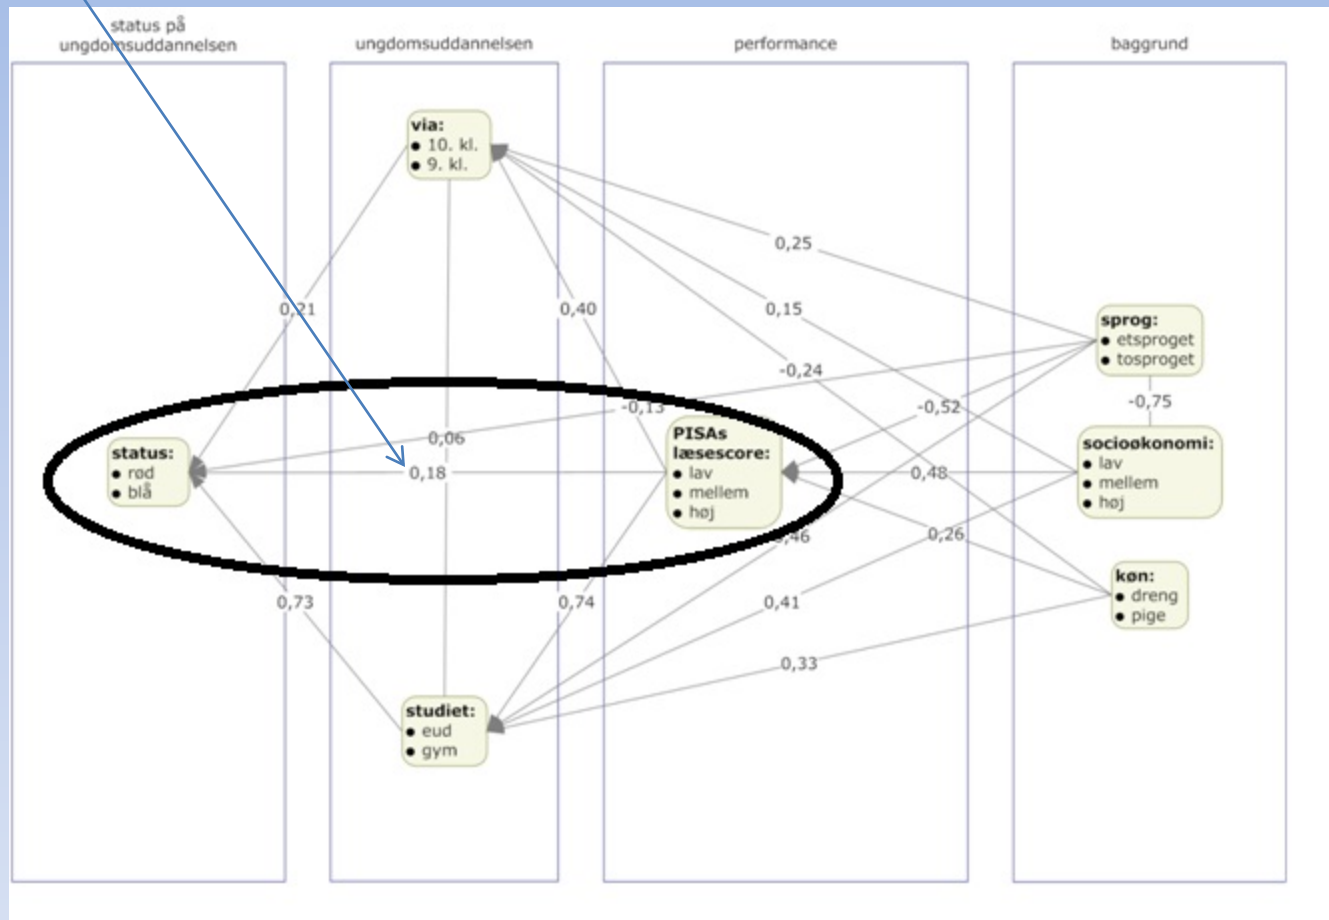 status på
ungdomsuddannelsen
ungdomsuddannelsen
performance
baggrund
via:
● 10. kl.
● 9. kl.
0,25
0,21
0,40
0,15
sprog:
● etsproget
● tosproget
-0,24
-0,75
-0,13
-0,52
0,06
status:
● rød
● blå
0,18
PISAs
læsescore:
● lav
● mellem
● høj
0,48
socioøkonomi:
● lav
● mellem
● høj
,46
0,26
køn:
● dreng
● pige
0,73
0,74
0,41
0,33
studiet:
● eud
● gym